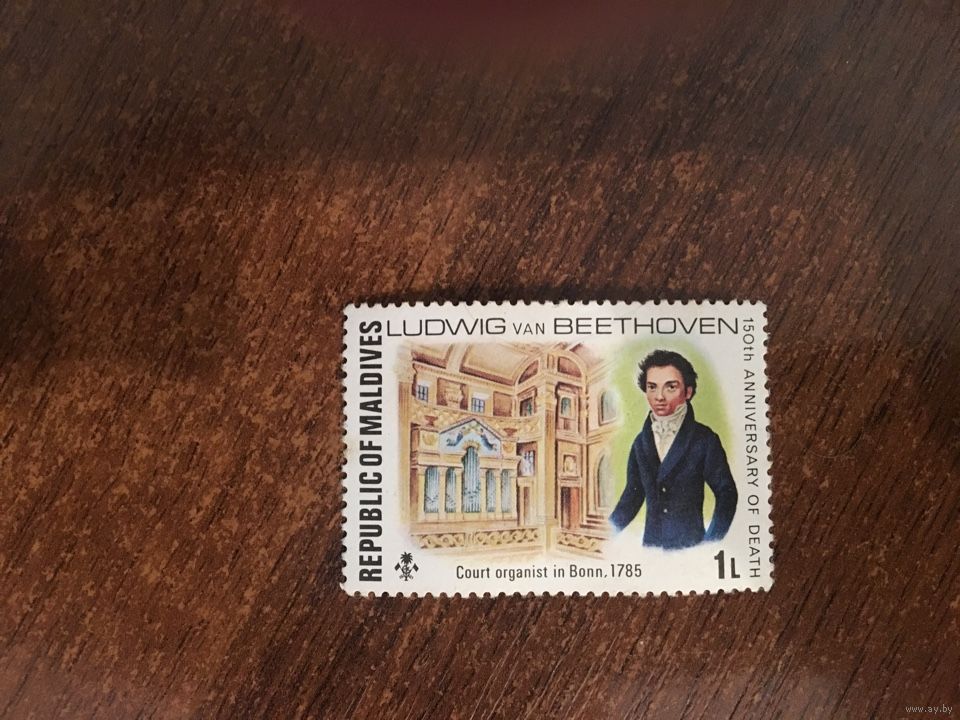 REPUBLIC OF MALDIVES
LUDWIG VAN BEETHOVEN
150th ANNIVERSARY OF DEATH
Court organist in Bonn, 1785
1L
www.ay.by